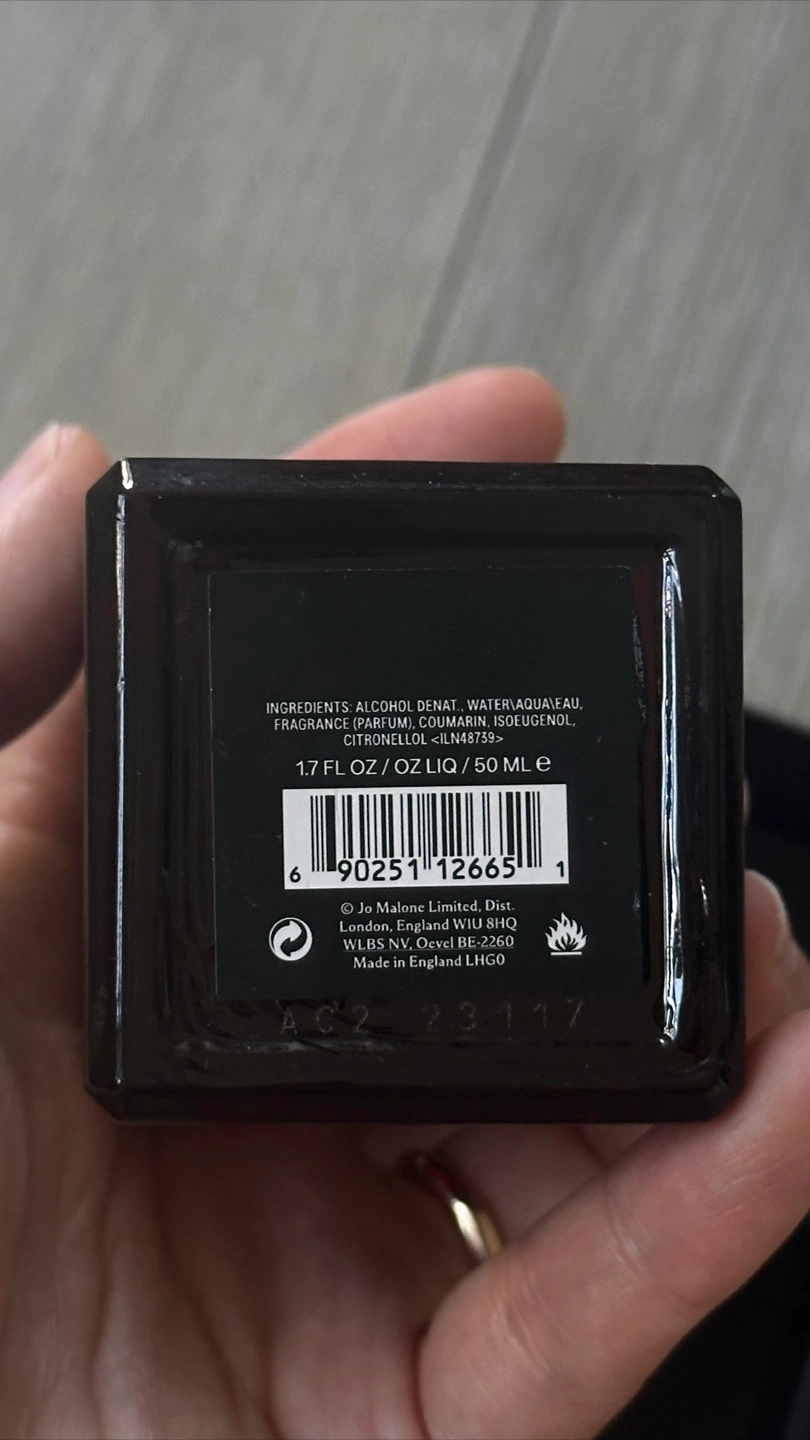 INGREDIENTS: ALCOHOL DENAT., WATER\AQUA\EAU,
FRAGRANCE (PARFUM), COUMARIN, ISOEUGENOL,
CITRONELLOL <ILN48739>
1.7 FL OZ / OZ LIQ / 50 ML ℮
6 90251 12665 1
© Jo Malone Limited, Dist.
London, England W1U 8HQ
WLBS NV, Oevel BE-2260
Made in England LHG0
AC2 23117